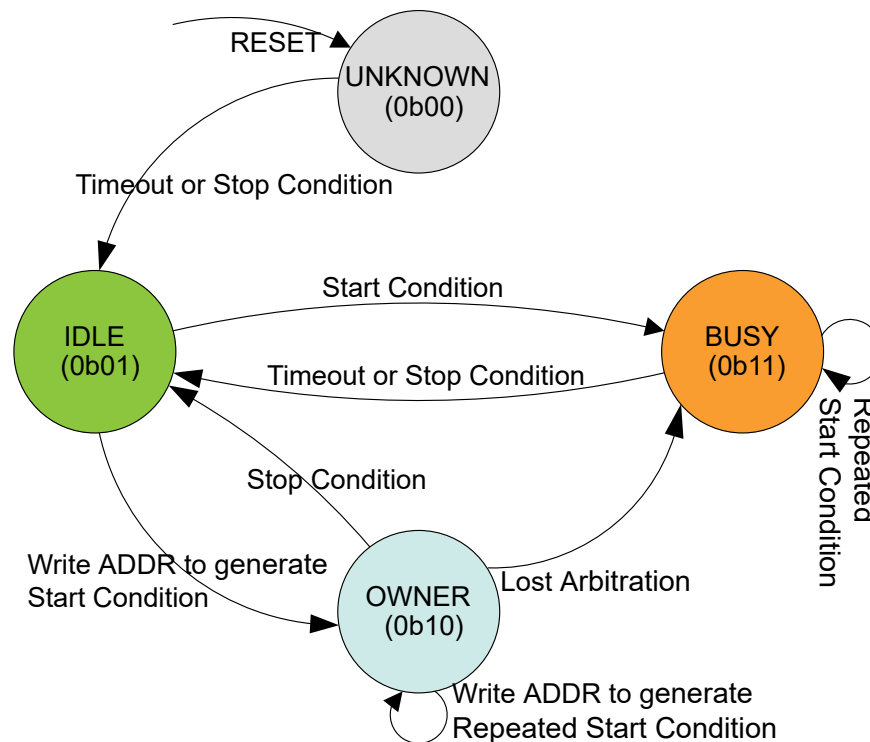 RESET
UNKNOWN
(0b00)
Timeout or Stop Condition
Start Condition
IDLE
(0b01)
BUSY
(0b11)
Timeout or Stop Condition
Repeated
Start Condition
Stop Condition
Write ADDR to generate
Start Condition
Lost Arbitration
OWNER
(0b10)
Write ADDR to generate
Repeated Start Condition